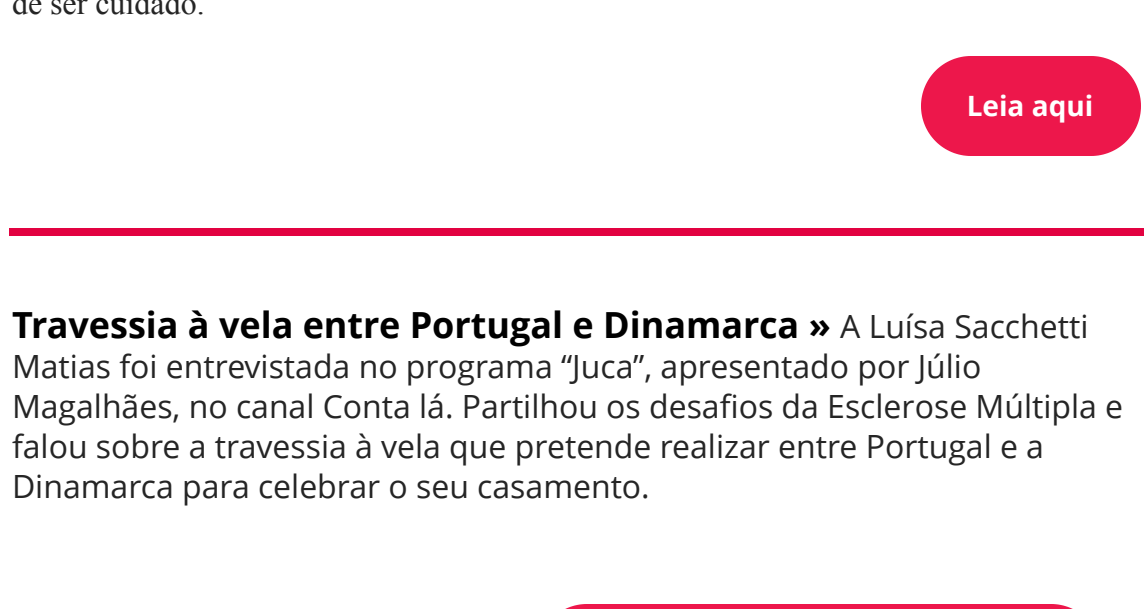 de ser cuidado.
Leia aqui
Travessia à vela entre Portugal e Dinamarca » A Luísa Sacchetti
Matias foi entrevistada no programa “Juca”, apresentado por Júlio
Magalhães, no canal Conta lá. Partilhou os desafios da Esclerose Múltipla e
falou sobre a travessia à vela que pretende realizar entre Portugal e a
Dinamarca para celebrar o seu casamento.